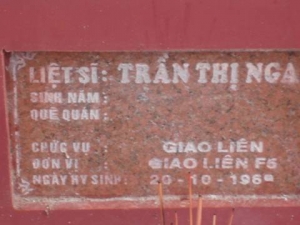 LIỆT SĨ: TRẦN THỊ NGA
SINH NĂM :
QUÊ QUÁN :
CHỨC VỤ : GIAO LIÊN
ĐƠN VỊ : GIAO LIÊN F5
NGÀY HY SINH: 20-10-196